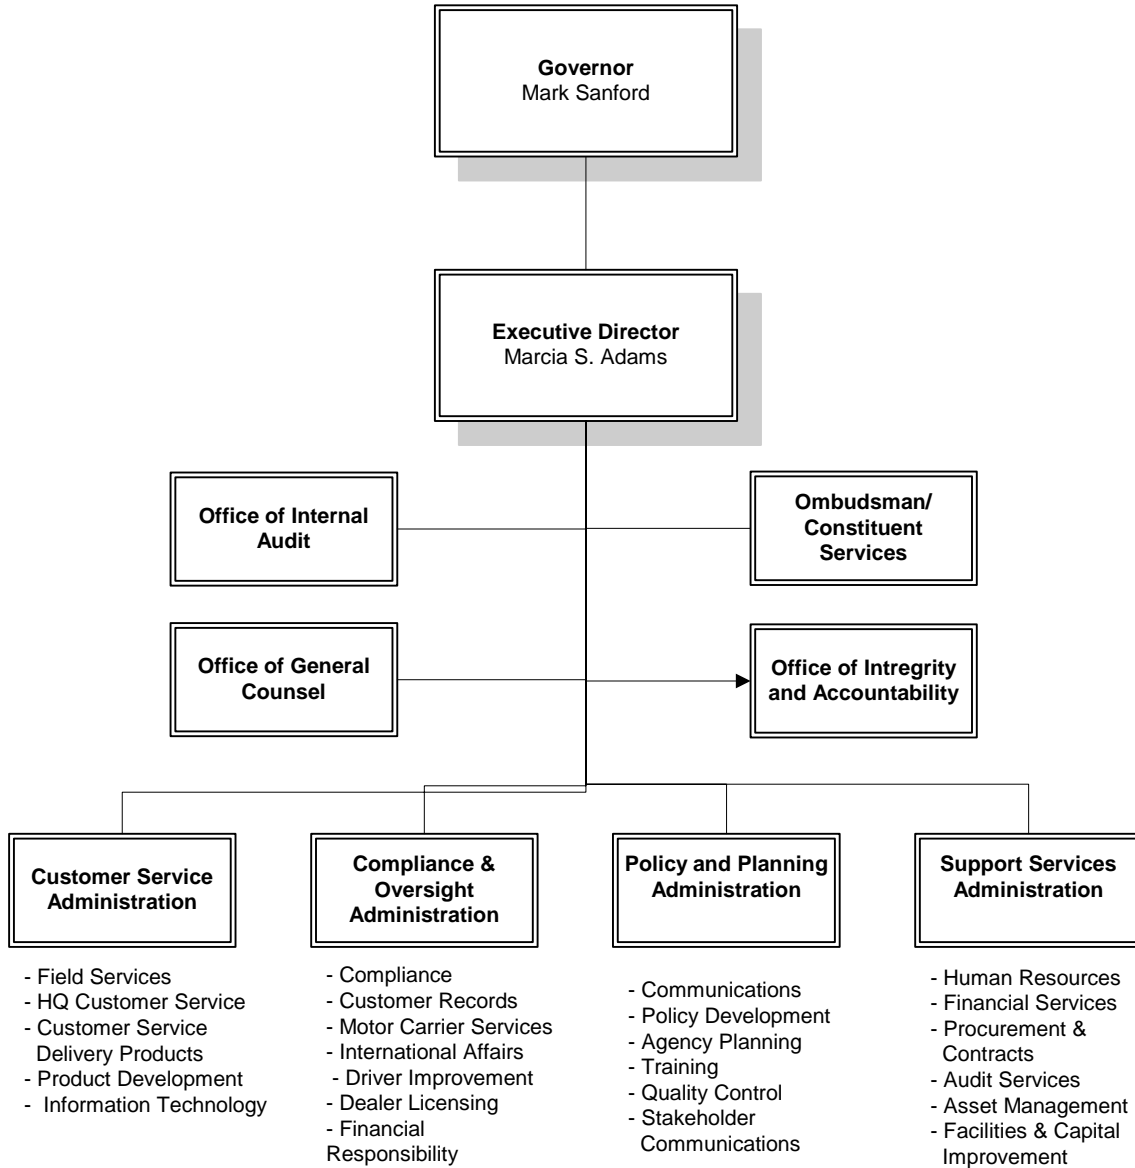 Governor
Mark Sanford
Executive Director
Marcia S. Adams
Office of Internal
Audit
Ombudsman/
Constituent
Services
Office of General
Counsel
Office of Intregrity
and Accountability
Customer Service
Administration
- Field Services
- HQ Customer Service
- Customer Service
Delivery Products
- Product Development
- Information Technology
Compliance &
Oversight
Administration
- Compliance
- Customer Records
- Motor Carrier Services
- International Affairs
- Driver Improvement
- Dealer Licensing
- Financial
Responsibility
Policy and Planning
Administration
- Communications
- Policy Development
- Agency Planning
- Training
- Quality Control
- Stakeholder
Communications
Support Services
Administration
- Human Resources
- Financial Services
- Procurement &
Contracts
- Audit Services
- Asset Management
- Facilities & Capital
Improvement